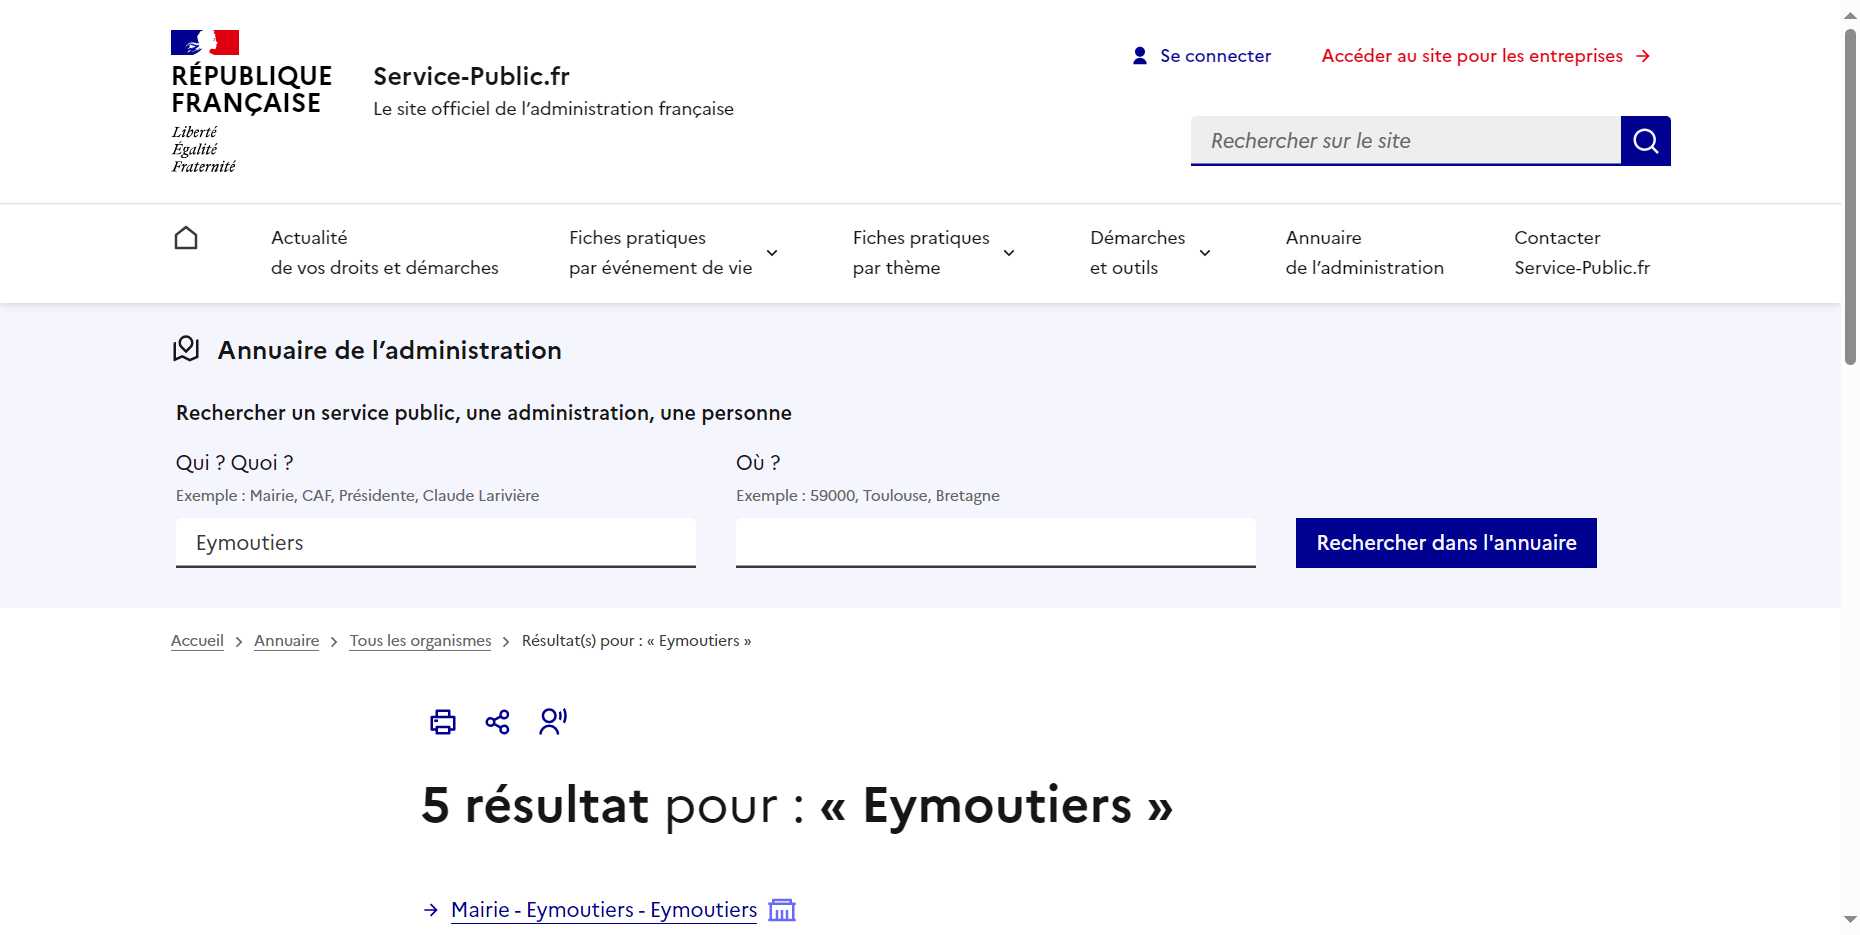 RÉPUBLIQUE
FRANÇAISE
Liberté
Égalité
Fraternité
Service-Public.fr
Le site officiel de l’administration française
Se connecter
Accéder au site pour les entreprises
Rechercher sur le site
Actualité
de vos droits et démarches
Fiches pratiques
par événement de vie
Fiches pratiques
par thème
Démarches
et outils
Annuaire
de l’administration
Contacter
Service-Public.fr
Annuaire de l’administration
Rechercher un service public, une administration, une personne
Qui ? Quoi ?
Exemple : Mairie, CAF, Présidente, Claude Larivière
Eymoutiers
Où ?
Exemple : 59000, Toulouse, Bretagne
Rechercher dans l'annuaire
Accueil > Annuaire > Tous les organismes > Résultat(s) pour : « Eymoutiers »
5 résultat pour : « Eymoutiers »
Mairie - Eymoutiers - Eymoutiers